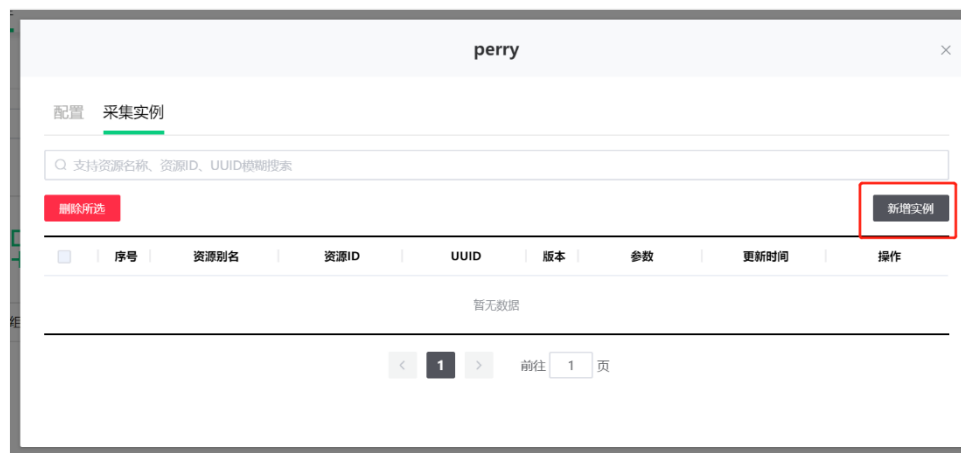 perry
配置 采集实例
支持资源名称、资源ID、UUID模糊搜索
删除所选 新增实例
序号 资源别名 资源ID UUID 版本 参数 更新时间 操作
暂无数据
1 前往 1 页